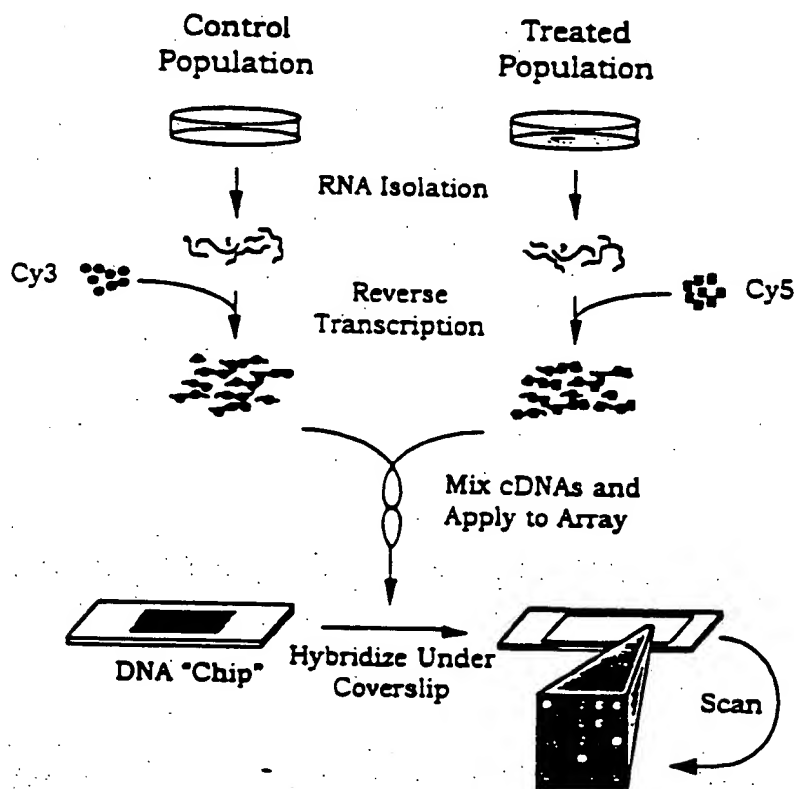 Control
Population
Treated
Population
RNA Isolation
Cy3
Reverse
Transcription
Cy5
Mix cDNAs and
Apply to Array
DNA "Chip"
Hybridize Under
Coverslip
Scan